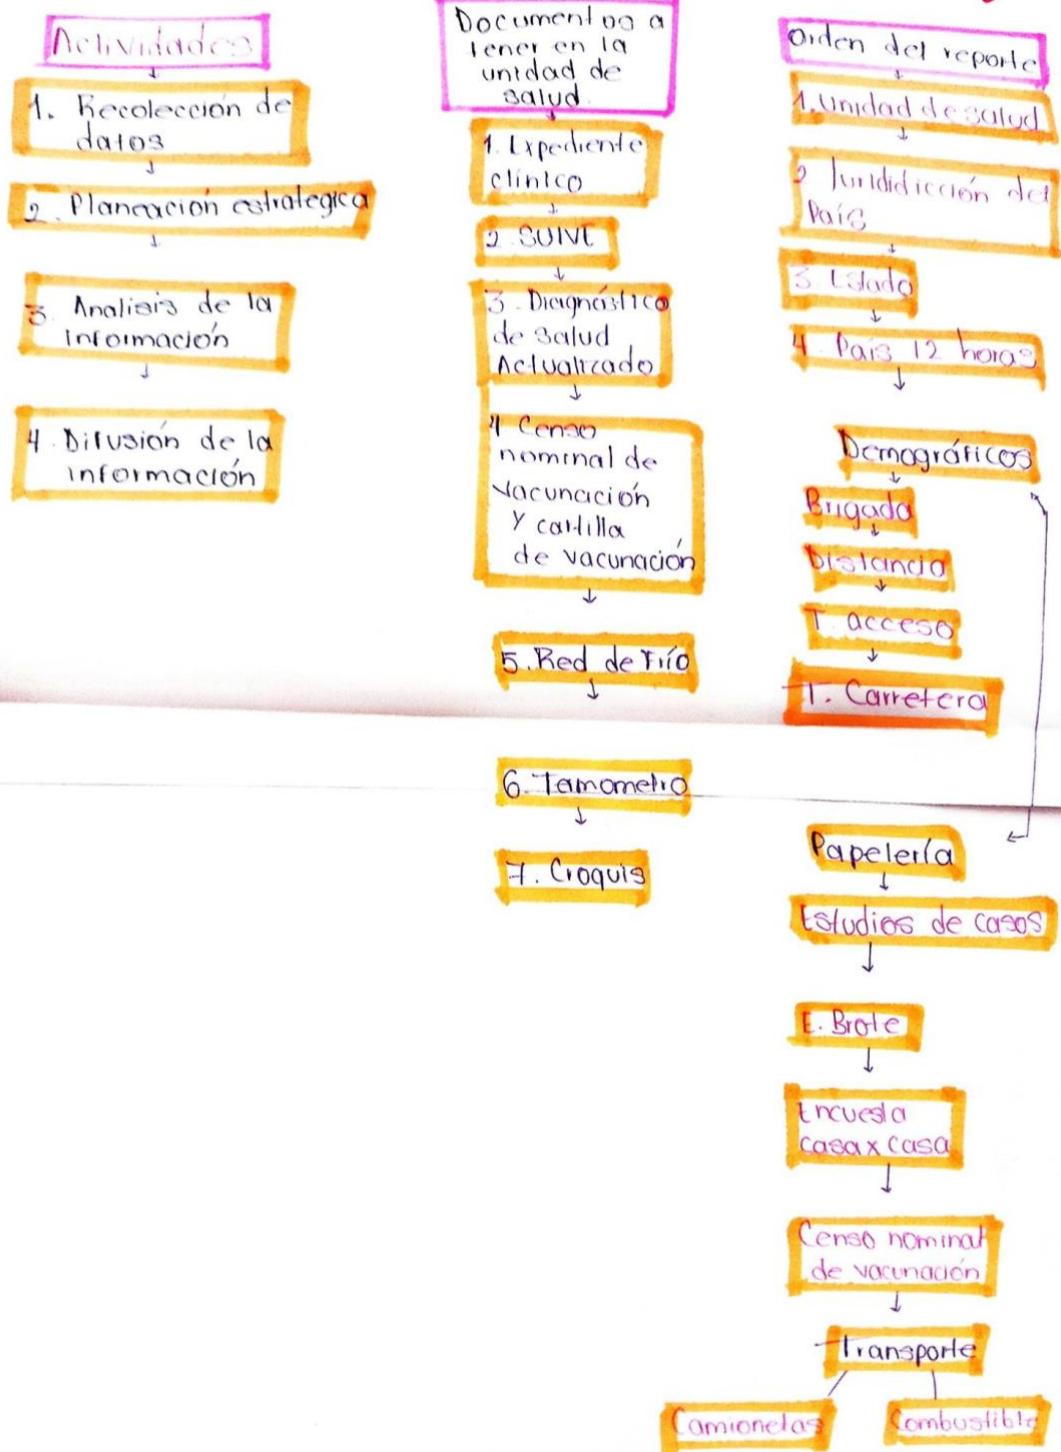 Actividades
1. Recolección de
datos
2. Planeación estrategica
3. Analisis de la
información
4. Difusión de la
información
Documentos a
tener en la
unidad de
salud.
1. Expediente
clínico
2. SUIVE
3. Diagnóstico
de salud
Actualizado
4 Censo
nominal de
vacunación
y cartilla
de vacunación
5. Red de Frío
6. Tamometro
7. Croquis
Orden del reporte
1. Unidad de salud
2 Jurididicción del
País
3. Estado
4. País 12 horas
Demográficos
Brigada
Distancia
T. acceso
T. Carretera
Papelería
Estudios de casos
E. Brote
Encuesta
casa x casa
Censo nominal
de vacunación
Transporte
Camionetas
Combustible